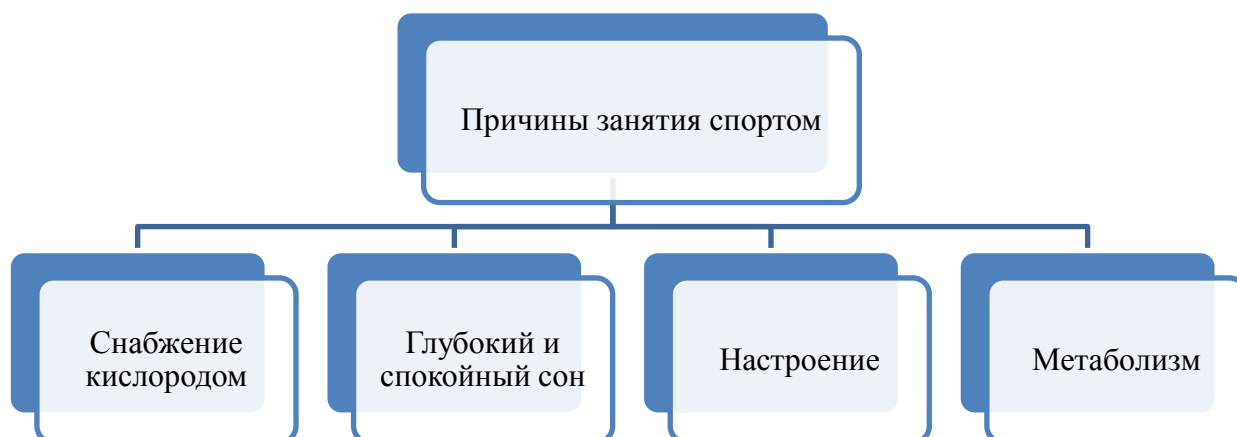 Причины занятия спортом
Снабжение
кислородом
Глубокий и
спокойный сон
Настроение
Метаболизм